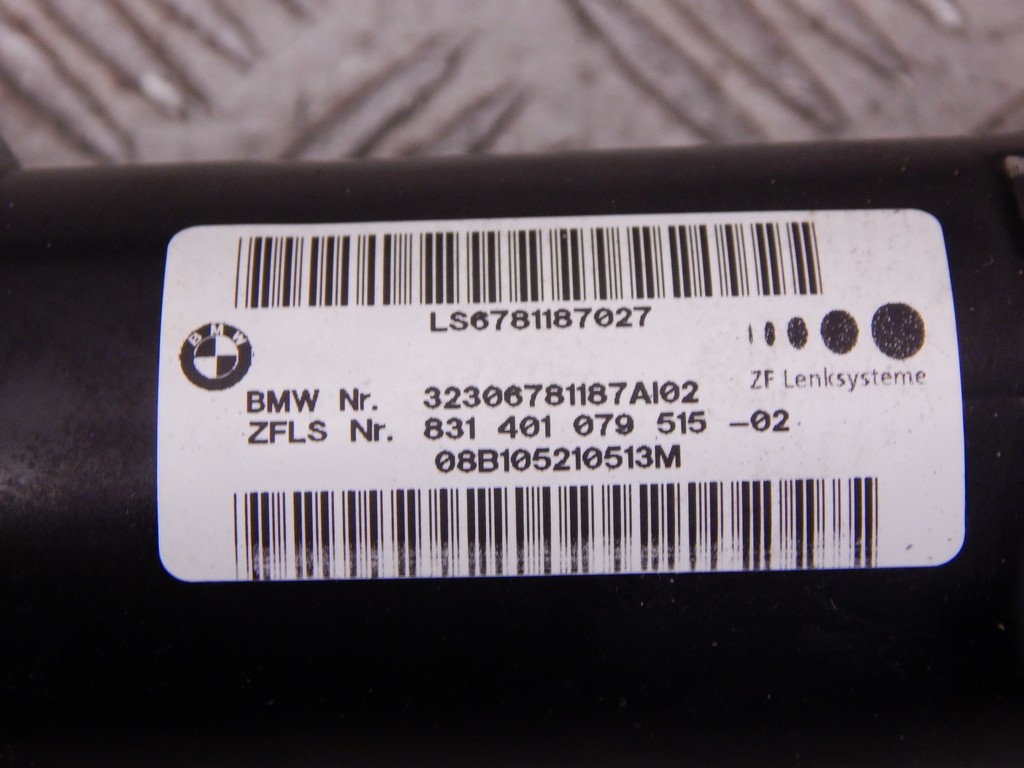 LS6781187027
BMW
ZF Lenksysteme
BMW Nr. 32306781187AI02
ZFLS Nr. 831 401 079 515 -02
08B105210513M